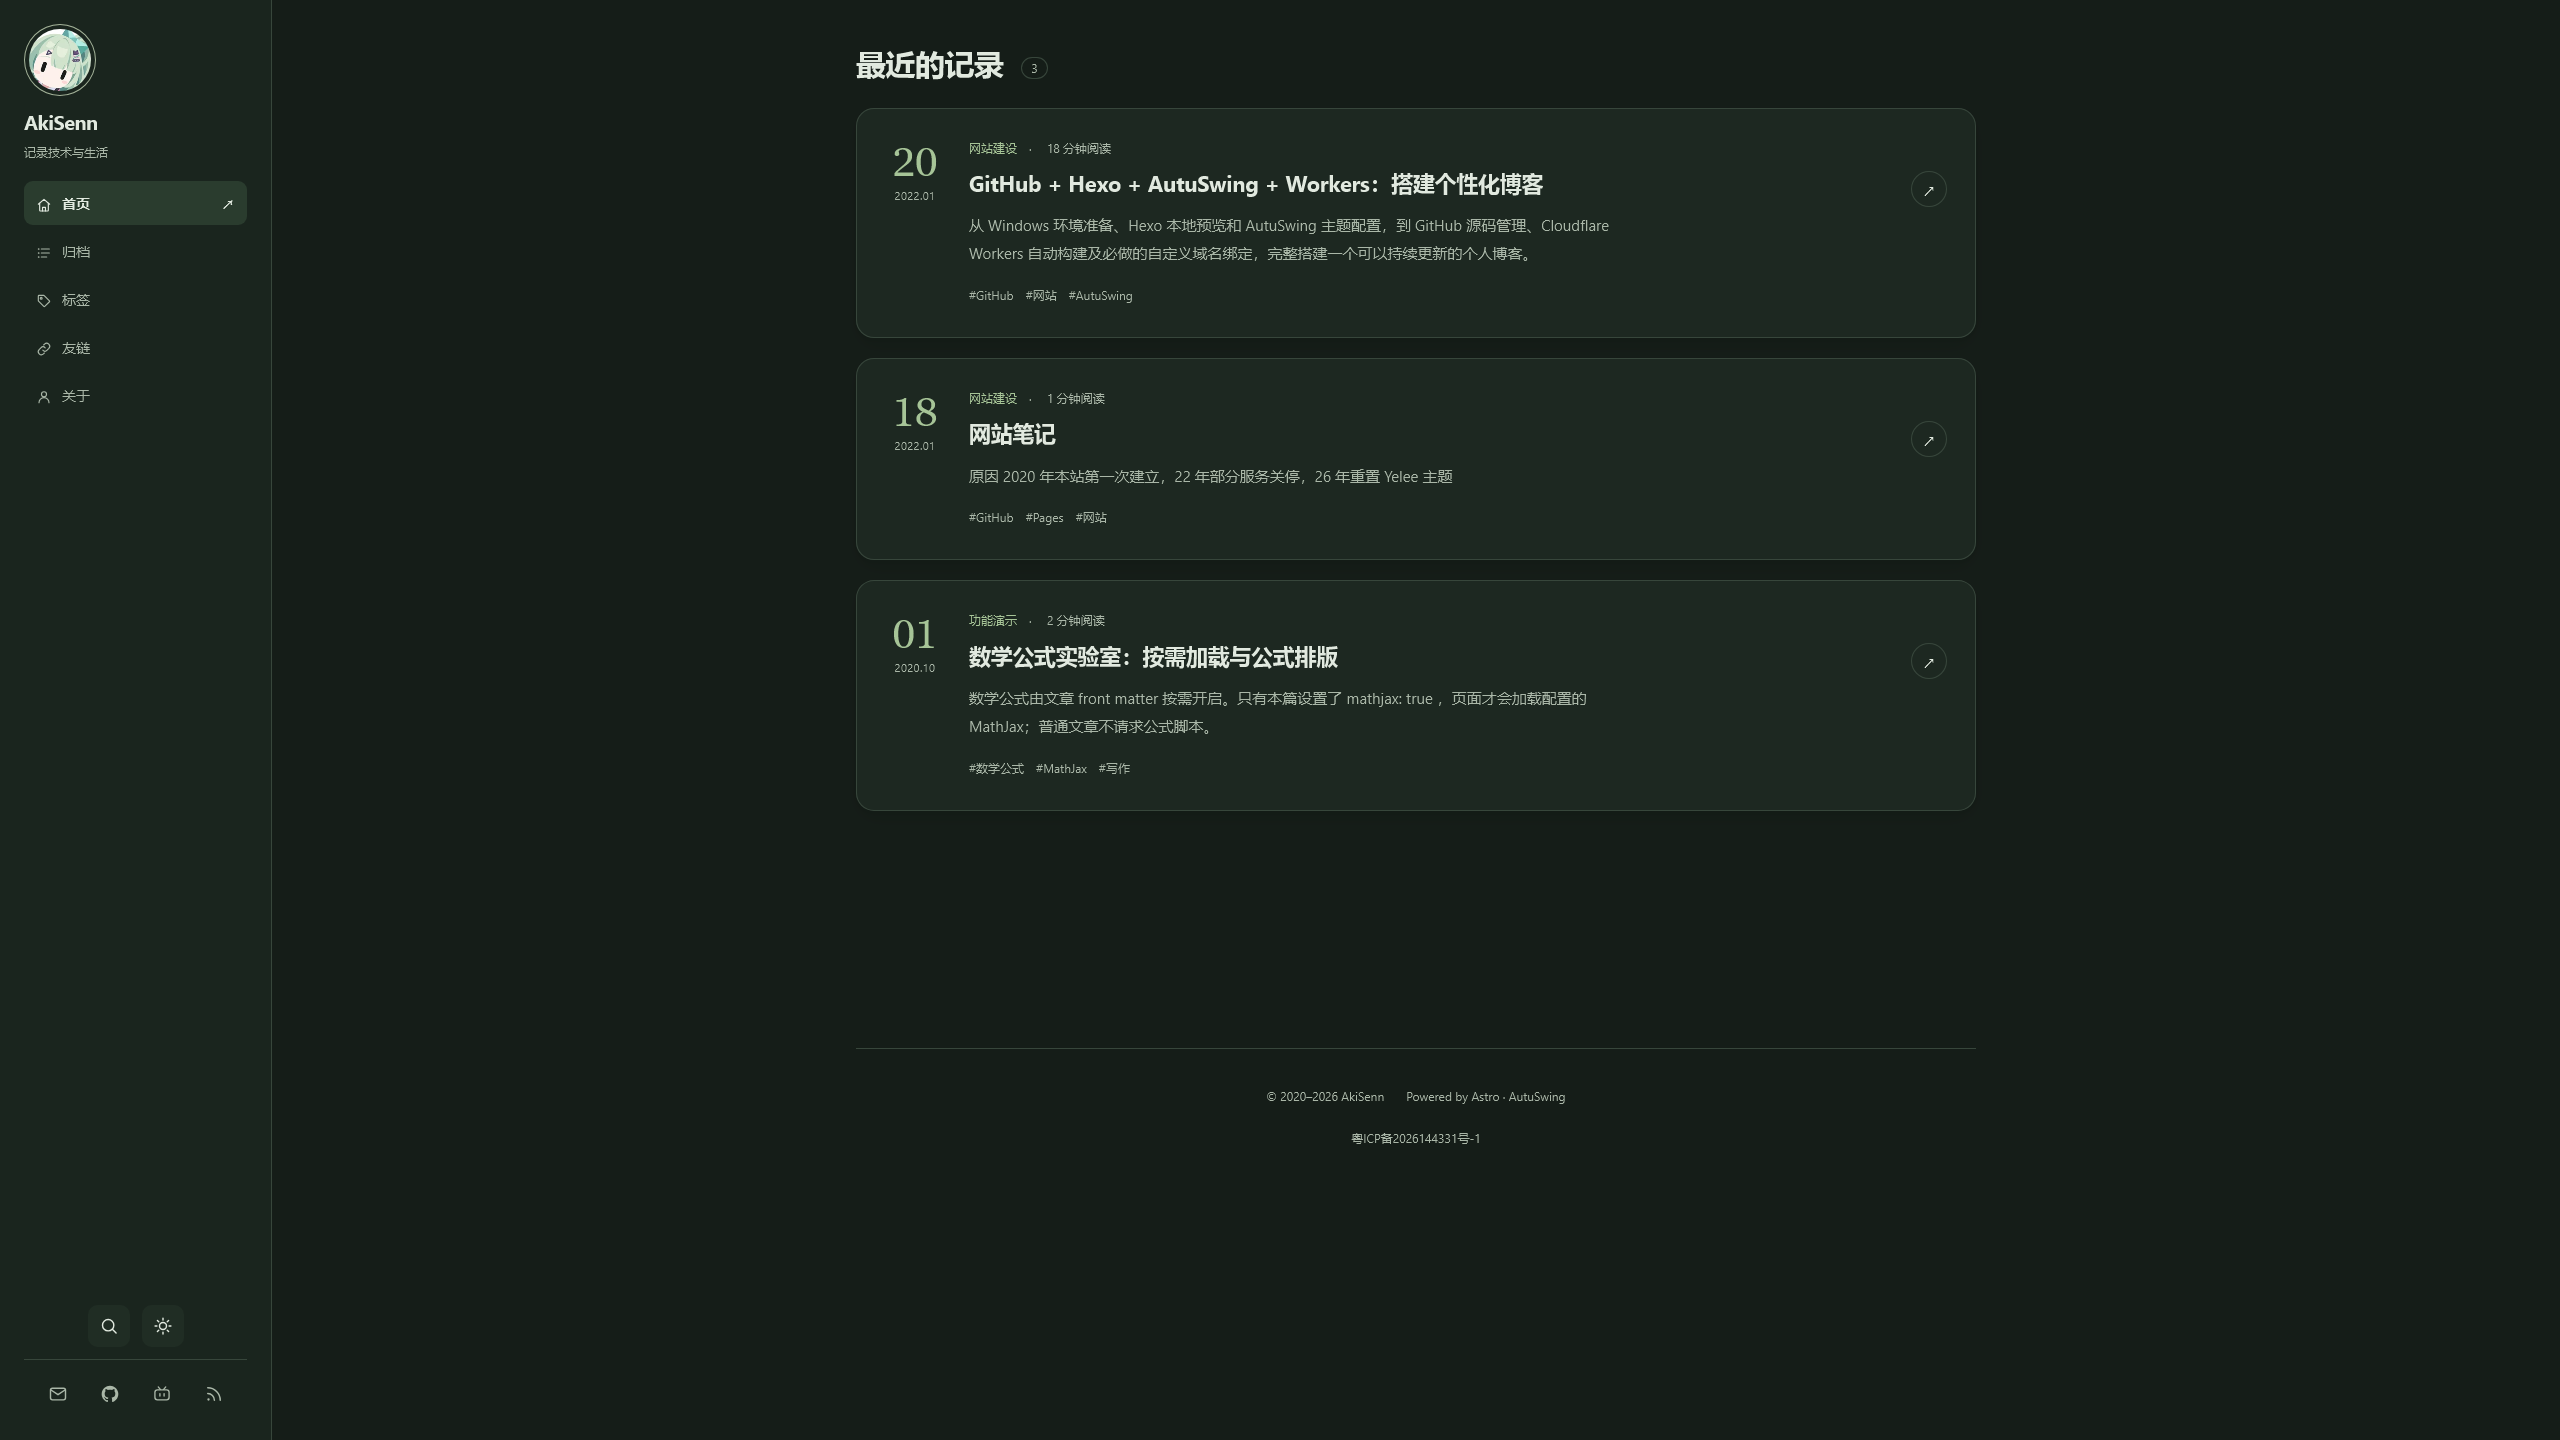 AkiSenn
记录技术与生活
首页
归档
标签
友链
关于
最近的记录 3
20
2022.01
网站建设 · 18 分钟阅读
GitHub + Hexo + AutuSwing + Workers：搭建个性化博客
从 Windows 环境准备、Hexo 本地预览和 AutuSwing 主题配置，到 GitHub 源码管理、Cloudflare
Workers 自动构建及必做的自定义域名绑定，完整搭建一个可以持续更新的个人博客。
#GitHub #网站 #AutuSwing
18
2022.01
网站建设 · 1 分钟阅读
网站笔记
原因 2020 年本站第一次建立，22 年部分服务关停，26 年重置 Yelee 主题
#GitHub #Pages #网站
01
2020.10
功能演示 · 2 分钟阅读
数学公式实验室：按需加载与公式排版
数学公式由文章 front matter 按需开启。只有本篇设置了 mathjax: true ，页面才会加载配置的
MathJax；普通文章不请求公式脚本。
#数学公式 #MathJax #写作
© 2020–2026 AkiSenn Powered by Astro · AutuSwing
粤ICP备2026144331号-1